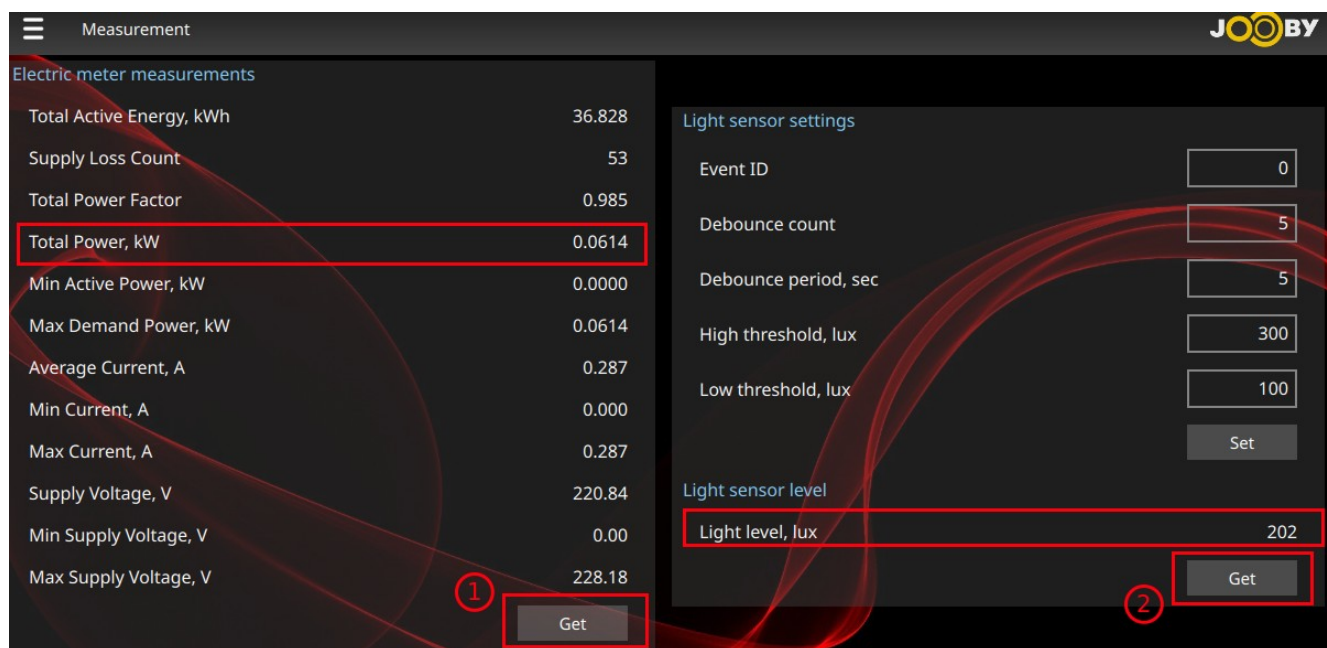 Measurement
JOOBY
Electric meter measurements
Total Active Energy, kWh 36.828
Supply Loss Count 53
Total Power Factor 0.985
Total Power, kW 0.0614
Min Active Power, kW 0.0000
Max Demand Power, kW 0.0614
Average Current, A 0.287
Min Current, A 0.000
Max Current, A 0.287
Supply Voltage, V 220.84
Min Supply Voltage, V 0.00
Max Supply Voltage, V 228.18
1
Get
Light sensor settings
Event ID 0
Debounce count 5
Debounce period, sec 5
High threshold, lux 300
Low threshold, lux 100
Set
Light sensor level
Light level, lux 202
2
Get